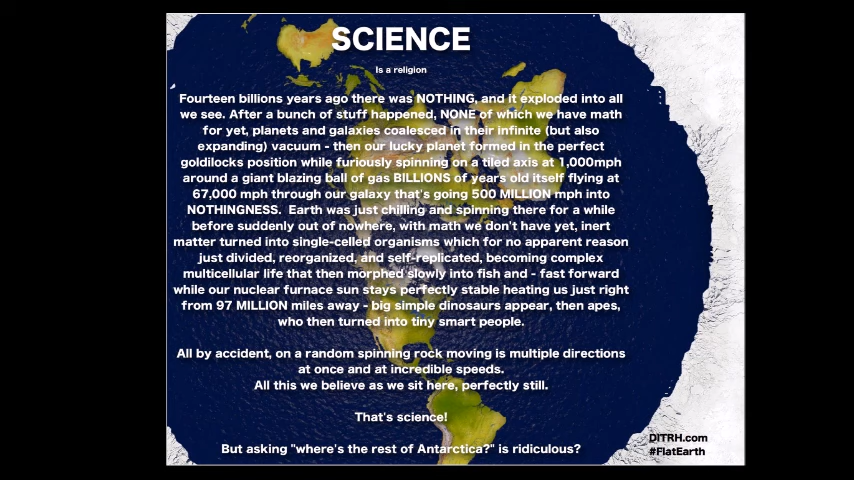 SCIENCE
Is a religion
Fourteen billions years ago there was NOTHING, and it exploded into all
we see. After a bunch of stuff happened, NONE of which we have math
for yet, planets and galaxies coalesced in their infinite (but also
expanding) vacuum - then our lucky planet formed in the perfect
goldilocks position while furiously spinning on a tiled axis at 1,000mph
around a giant blazing ball of gas BILLIONS of years old itself flying at
67,000 mph through our galaxy that's going 500 MILLION mph into
NOTHINGNESS. Earth was just chilling and spinning there for a while
before suddenly out of nowhere, with math we don't have yet, inert
matter turned into single-celled organisms which for no apparent reason
just divided, reorganized, and self-replicated, becoming complex
multicellular life that then morphed slowly into fish and - fast forward
while our nuclear furnace sun stays perfectly stable heating us just right
from 97 MILLION miles away - big simple dinosaurs appear, then apes,
who then turned into tiny smart people.
All by accident, on a random spinning rock moving is multiple directions
at once and at incredible speeds.
All this we believe as we sit here, perfectly still.
That's science!
But asking "where's the rest of Antarctica?" is ridiculous?
DITRH.com
#FlatEarth